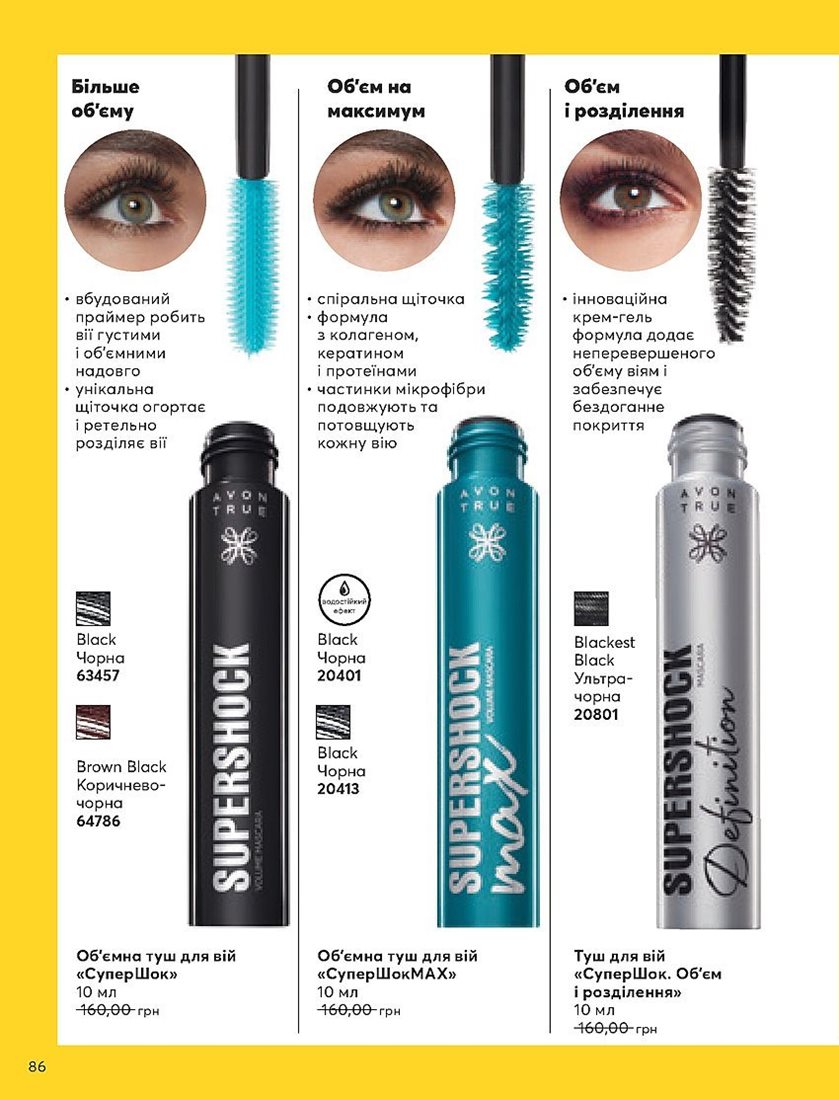 Більше
об'єму
• вбудований
праймер робить
вії густими
і об'ємними
надовго
• унікальна
щіточка огортає
і ретельно
розділяє вії
AVON
TRUE
SUPERSHOCK
VOLUME MASCARA
Black
Чорна
63457
Brown Black
Коричнево-
чорна
64786
Об'ємна туш для вій
«СуперШок»
10 мл
160,00 грн
Об'єм на
максимум
• спіральна щіточка
• формула
з колагеном,
кератином
і протеїнами
• частинки мікрофібри
подовжують та
потовщують
кожну вію
AVON
TRUE
SUPERSHOCK
VOLUME MASCARA
max
водостійкий
ефект
Black
Чорна
20401
Black
Чорна
20413
Об'ємна туш для вій
«СуперШокMAX»
10 мл
160,00 грн
Об'єм
і розділення
• інноваційна
крем-гель
формула додає
неперевершеного
об'єму віям і
забезпечує
бездоганне
покриття
AVON
TRUE
SUPERSHOCK
MASCARA
Definition
Blackest
Black
Ультра-
чорна
20801
Туш для вій
«СуперШок. Об'єм
і розділення»
10 мл
160,00 грн
86